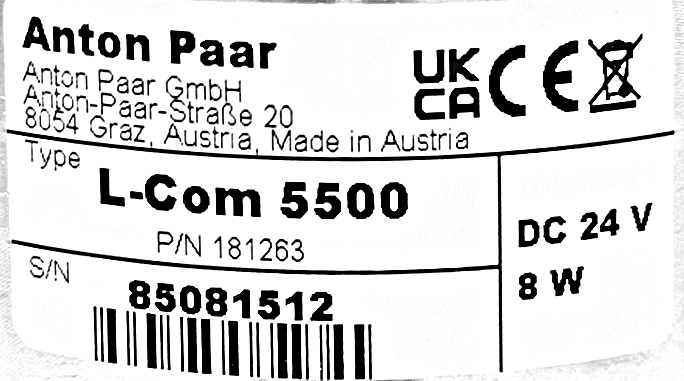 Anton Paar
Anton Paar GmbH
Anton-Paar-Straße 20
8054 Graz, Austria, Made in Austria
UK
CA CE
Type
L-Com 5500
P/N 181263
DC 24 V
8 W
S/N
85081512